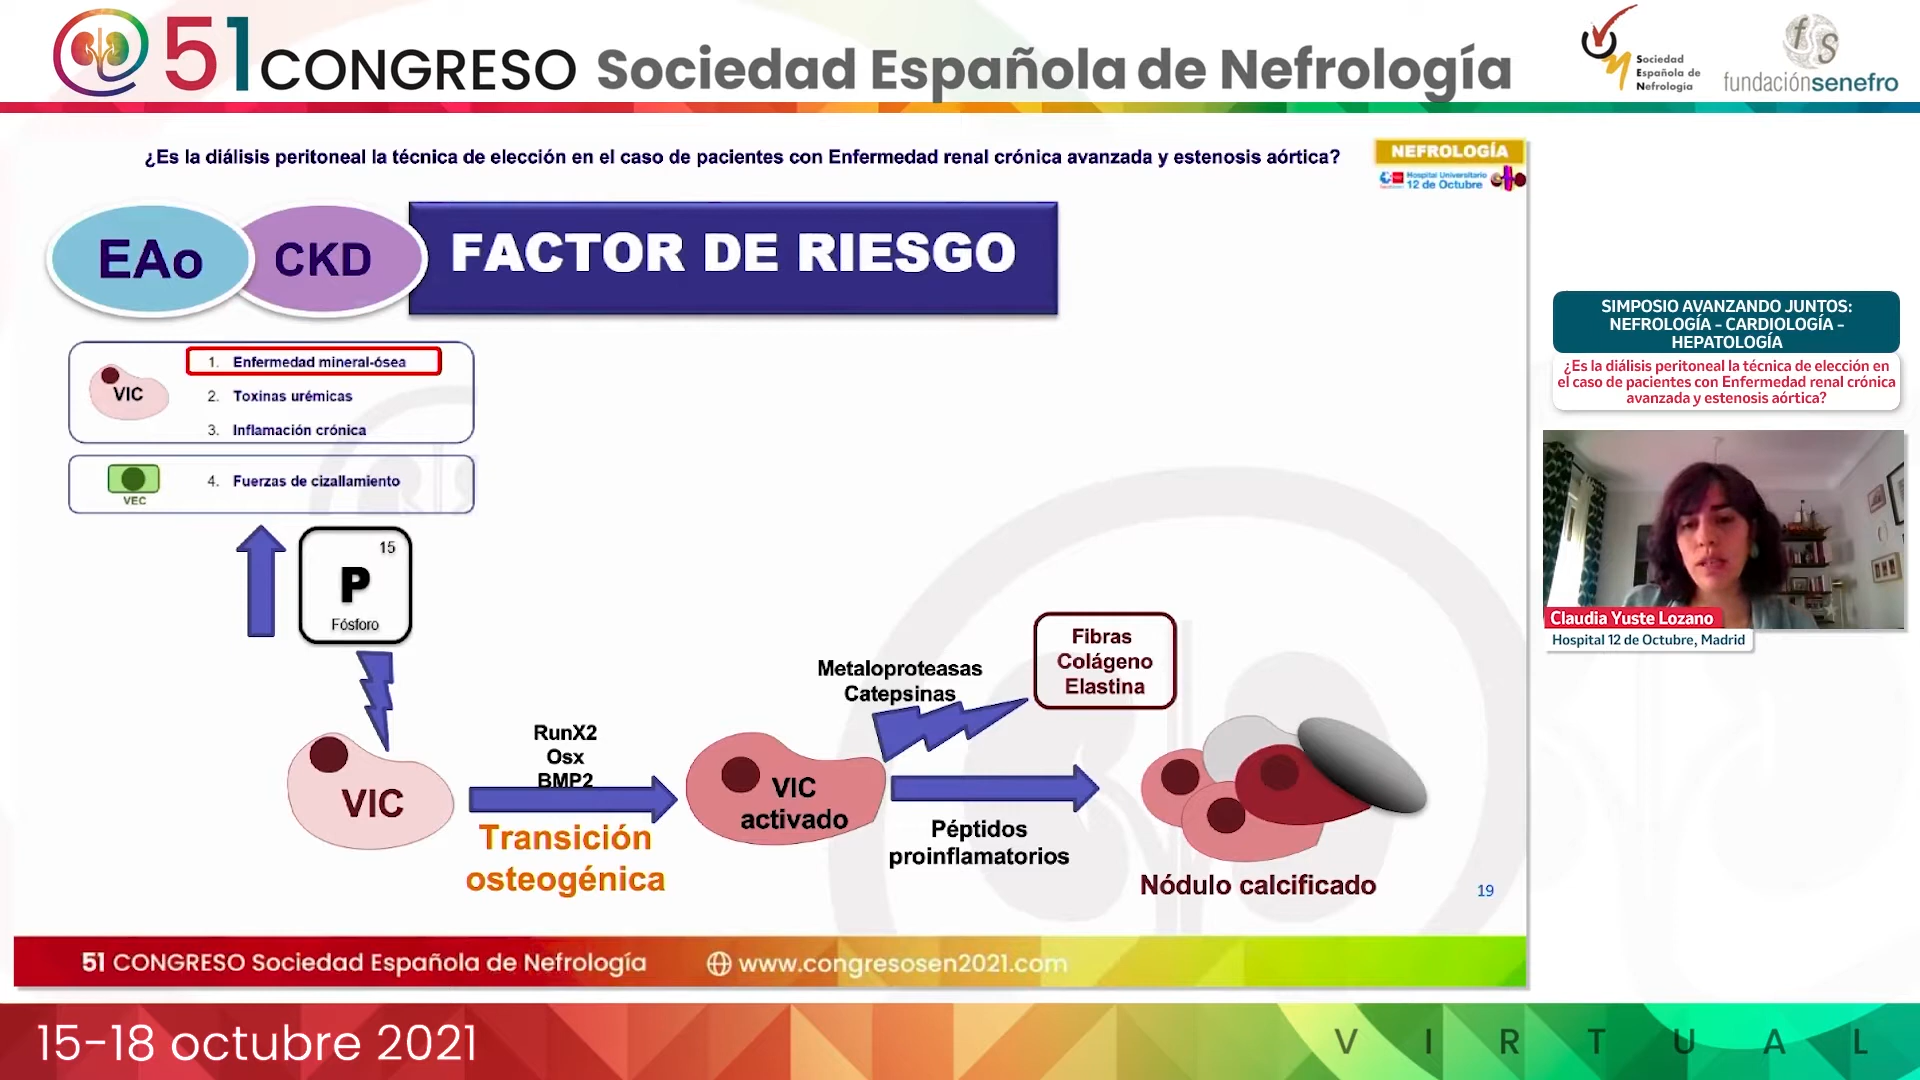 51 CONGRESO Sociedad Española de Nefrología
Sociedad
Española de
Nefrología
fs
fundaciónsenefro
¿Es la diálisis peritoneal la técnica de elección en el caso de pacientes con Enfermedad renal crónica avanzada y estenosis aórtica?
NEFROLOGÍA
Hospital Universitario
12 de Octubre
EAo
CKD
FACTOR DE RIESGO
VIC
1. Enfermedad mineral-ósea
2. Toxinas urémicas
3. Inflamación crónica
VEC
4. Fuerzas de cizallamiento
15
P
Fósforo
VIC
RunX2
Osx
BMP2
Transición
osteogénica
VIC
activado
Metaloproteasas
Catepsinas
Fibras
Colágeno
Elastina
Péptidos
proinflamatorios
Nódulo calcificado
19
51 CONGRESO Sociedad Española de Nefrología
www.congresosen2021.com
SIMPOSIO AVANZANDO JUNTOS:
NEFROLOGÍA - CARDIOLOGÍA -
HEPATOLOGÍA
¿Es la diálisis peritoneal la técnica de elección en
el caso de pacientes con Enfermedad renal crónica
avanzada y estenosis aórtica?
Claudia Yuste Lozano
Hospital 12 de Octubre, Madrid
15-18 octubre 2021
VIRTUAL